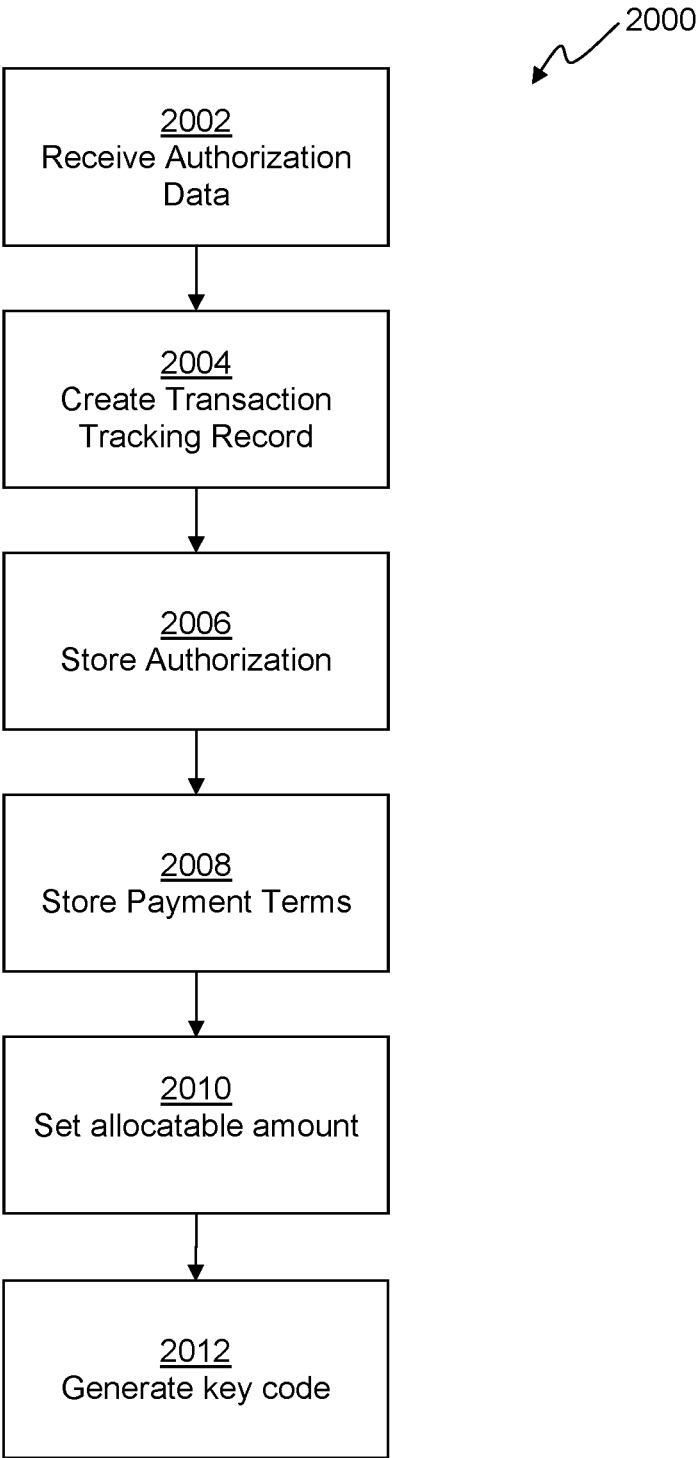 2000
2002
Receive Authorization
Data
2004
Create Transaction
Tracking Record
2006
Store Authorization
2008
Store Payment Terms
2010
Set allocatable amount
2012
Generate key code